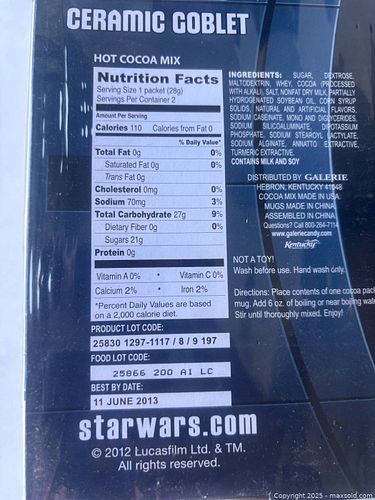 CERAMIC GOBLET
HOT COCOA MIX
Nutrition Facts
Serving Size 1 packet (28g)
Servings Per Container 2
Amount Per Serving
Calories 110 Calories from Fat 0
% Daily Value*
Total Fat 0g 0%
Saturated Fat 0g 0%
Trans Fat 0g
Cholesterol 0mg 0%
Sodium 70mg 3%
Total Carbohydrate 27g 9%
Dietary Fiber 0g 0%
Sugars 21g
Protein 0g
Vitamin A 0% • Vitamin C 0%
Calcium 2% • Iron 2%
*Percent Daily Values are based
on a 2,000 calorie diet.
PRODUCT LOT CODE:
25830 1297-1117 / 8 / 9 197
FOOD LOT CODE:
25866 200 A1 LC
BEST BY DATE:
11 JUNE 2013
INGREDIENTS: SUGAR, DEXTROSE,
MALTODEXTRIN, WHEY, COCOA (PROCESSED
WITH ALKALI), SALT, NONFAT DRY MILK, PARTIALLY
HYDROGENATED SOYBEAN OIL, CORN SYRUP
SOLIDS, NATURAL AND ARTIFICIAL FLAVORS,
SODIUM CASEINATE, MONO AND DIGLYCERIDES,
SODIUM SILICOALUMINATE, DIPOTASSIUM
PHOSPHATE, SODIUM STEAROYL LACTYLATE,
SODIUM ALGINATE, ANNATTO EXTRACTIVE,
TURMERIC EXTRACTIVE.
CONTAINS MILK AND SOY
DISTRIBUTED BY GALERIE
HEBRON, KENTUCKY 41048
COCOA MIX MADE IN USA.
MUGS MADE IN CHINA.
ASSEMBLED IN CHINA.
Questions? Call 800-264-7114
www.galeriecandy.com
Kentucky
NOT A TOY!
Wash before use. Hand wash only.
Directions: Place contents of one cocoa pac
mug. Add 6 oz. of boiling or near boiling wat
Stir until thoroughly mixed. Enjoy!
starwars.com
© 2012 Lucasfilm Ltd. & TM.
All rights reserved.
Copyright 2025 - maxsold.com